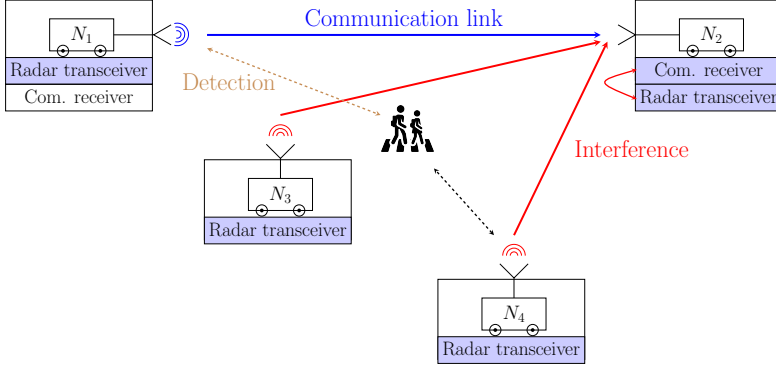 Communication link
N1
N2
Radar transceiver
Com. receiver
Detection
Com. receiver
Radar transceiver
Interference
N3
Radar transceiver
N4
Radar transceiver